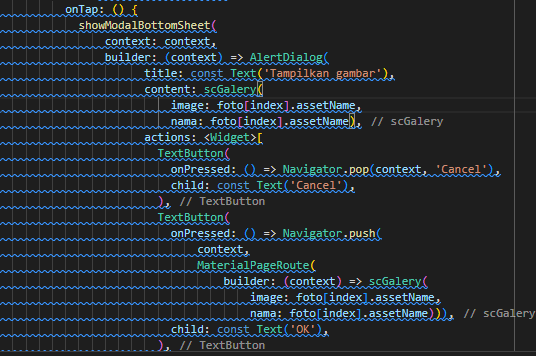 onTap: () {
showModalBottomSheet(
context: context,
builder: (context) => AlertDialog(
title: const Text('Tampilkan gambar'),
content: scGalery(
image: foto[index].assetName,
nama: foto[index].assetName), // scGalery
actions: <Widget>[
TextButton(
onPressed: () => Navigator.pop(context, 'Cancel'),
child: const Text('Cancel'),
), // TextButton
TextButton(
onPressed: () => Navigator.push(
context,
MaterialPageRoute(
builder: (context) => scGalery(
image: foto[index].assetName,
nama: foto[index].assetName))), // scGalery
child: const Text('OK'),
), // TextButton